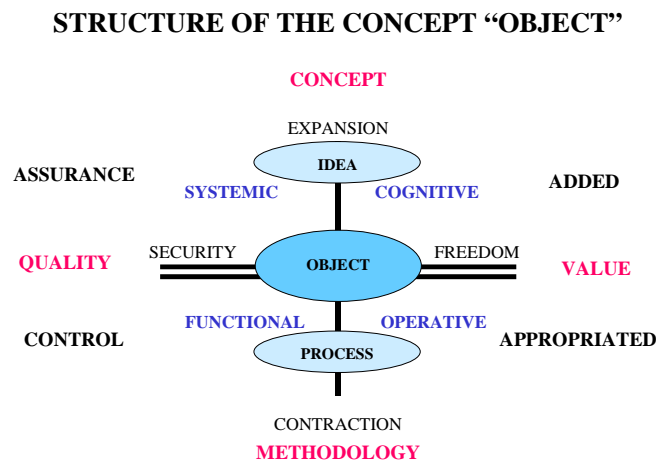 STRUCTURE OF THE CONCEPT “OBJECT”
CONCEPT
EXPANSION
IDEA
ASSURANCE
SYSTEMIC COGNITIVE
ADDED
SECURITY FREEDOM
QUALITY OBJECT VALUE
FUNCTIONAL OPERATIVE
CONTROL APPROPRIATED
PROCESS
CONTRACTION
METHODOLOGY